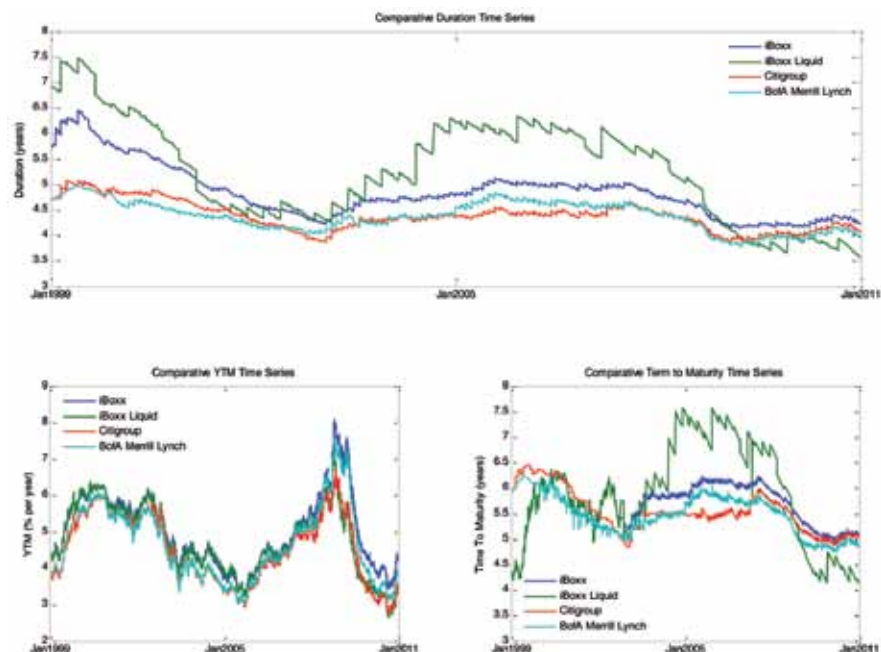 Comparative Duration Time Series
8
7.5
7
6.5
6
5.5
5
4.5
4
3.5
3
Duration (years)
iBoxx
iBoxx Liquid
Citigroup
BofA Merrill Lynch
Jan1999
Jan2005
Jan2011
Comparative YTM Time Series
9
8
7
6
5
4
3
2
YTM (% per year)
iBoxx
iBoxx Liquid
Citigroup
BofA Merrill Lynch
Jan1999
Jan2005
Jan2011
Comparative Term to Maturity Time Series
8
7.5
7
6.5
6
5.5
5
4.5
4
3.5
3
Time To Maturity (years)
iBoxx
iBoxx Liquid
Citigroup
BofA Merrill Lynch
Jan1999
Jan2005
Jan2011